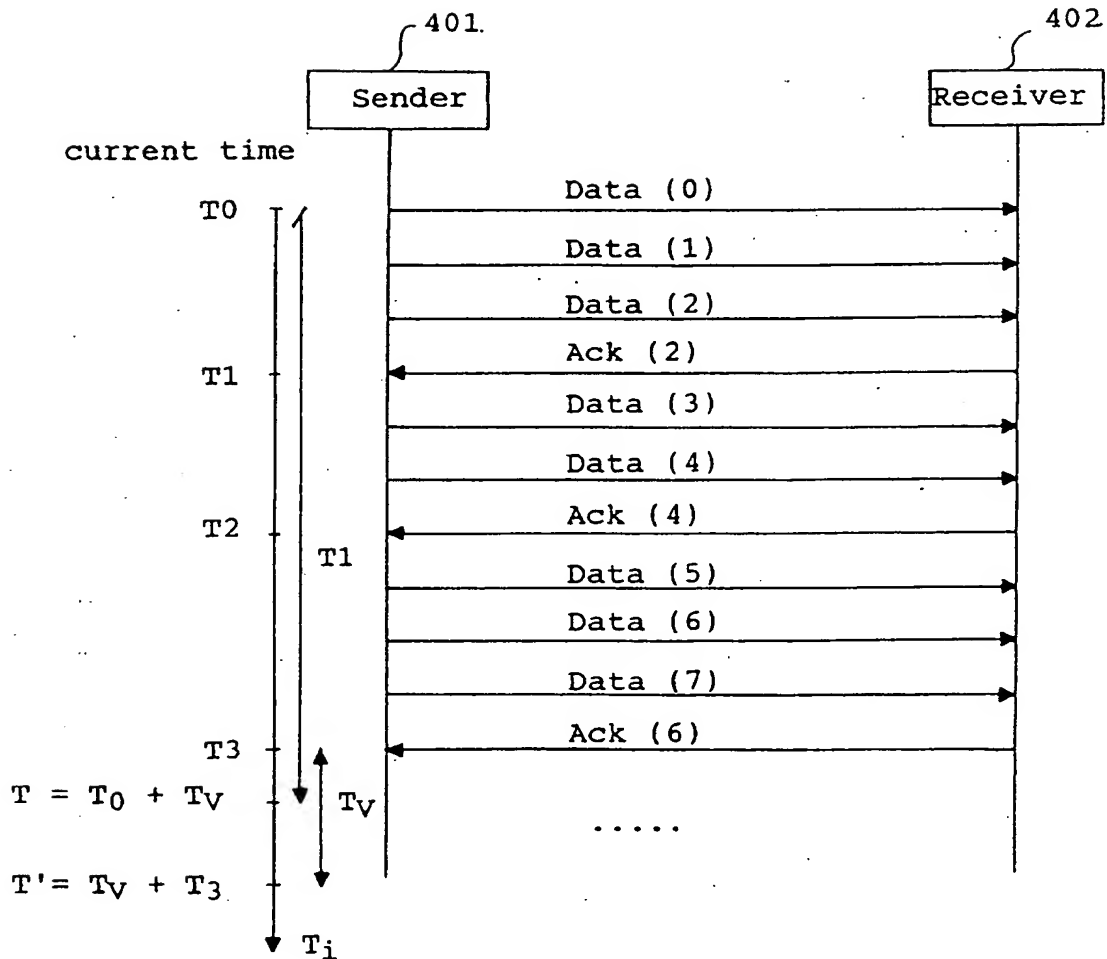 401.
402
Sender
Receiver
current time
T0
Data (0)
Data (1)
Data (2)
Ack (2)
T1
Data (3)
Data (4)
Ack (4)
T2
T1
Data (5)
Data (6)
Data (7)
Ack (6)
T3
T = T0 + TV
TV
.....
T'= TV + T3
Ti